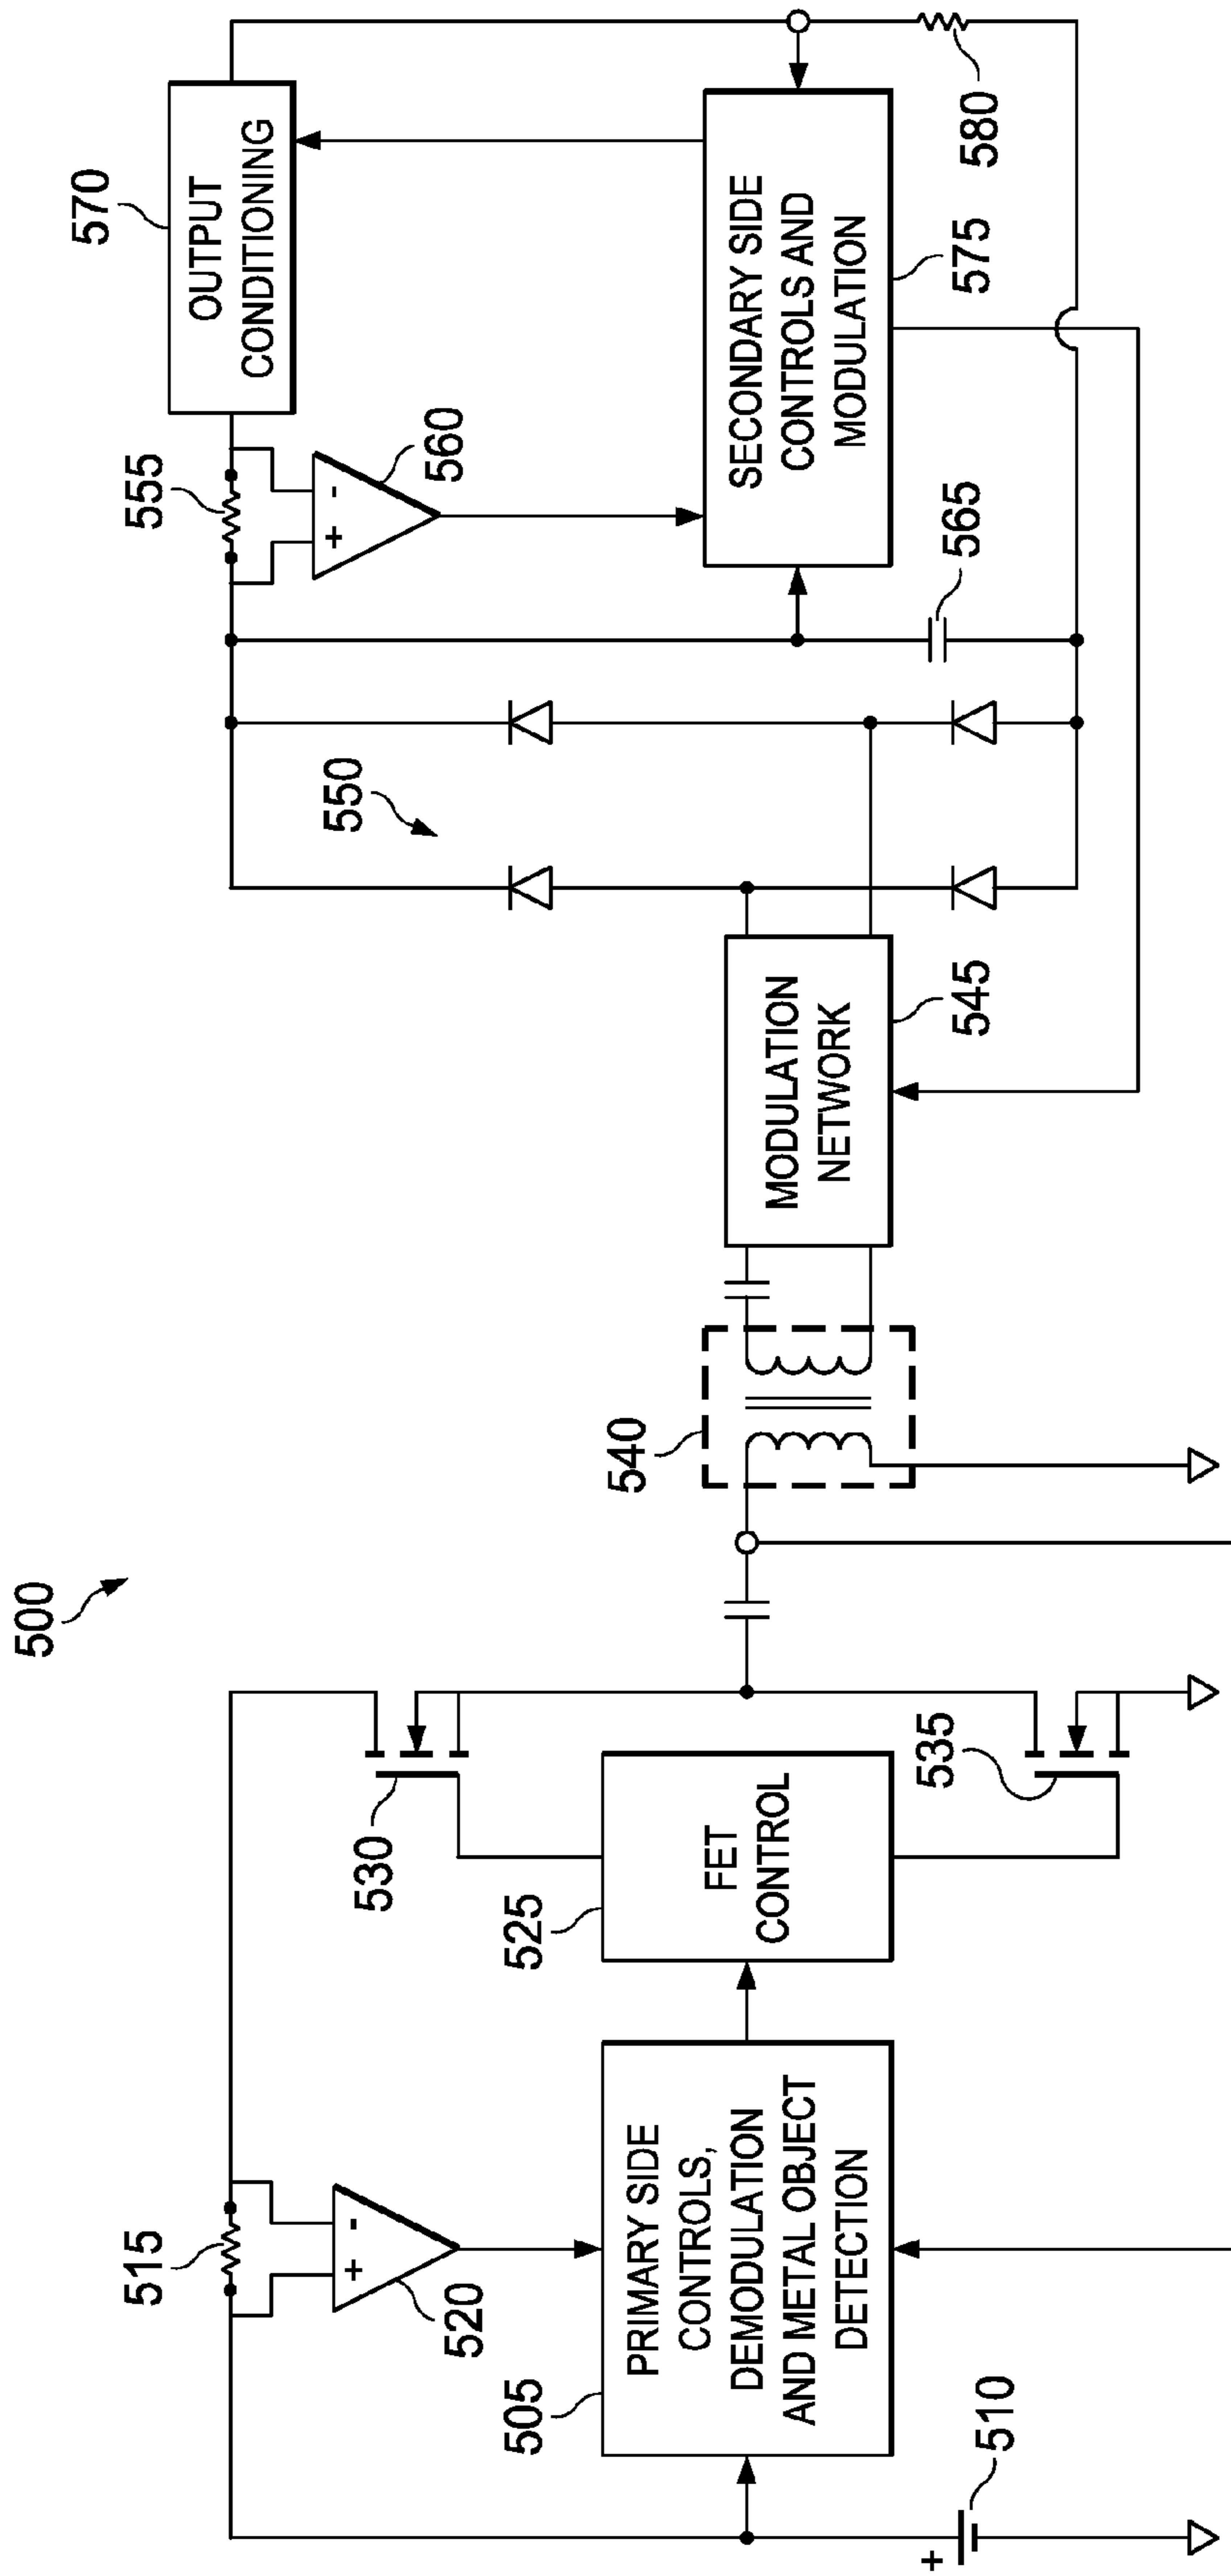 500
515
+
-
520
505
PRIMARY SIDE
CONTROLS,
DEMODULATION
AND METAL OBJECT
DETECTION
+
510
525
FET
CONTROL
530
535
540
MODULATION
NETWORK
545
550
555
+
-
560
565
570
OUTPUT
CONDITIONING
SECONDARY SIDE
CONTROLS AND
MODULATION
575
580